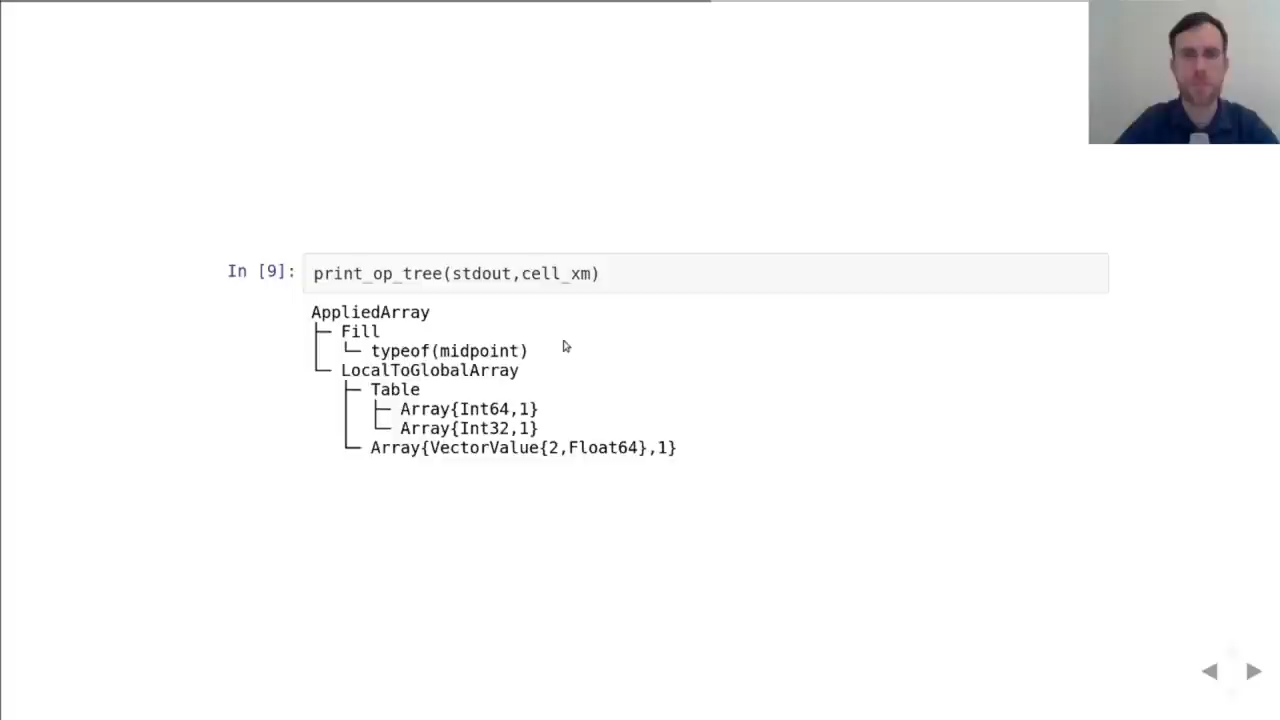 In [9]: print_op_tree(stdout,cell_xm)
AppliedArray
├─ Fill
│  └─ typeof(midpoint)
└─ LocalToGlobalArray
   ├─ Table
   │  ├─ Array{Int64,1}
   │  └─ Array{Int32,1}
   └─ Array{VectorValue{2,Float64},1}